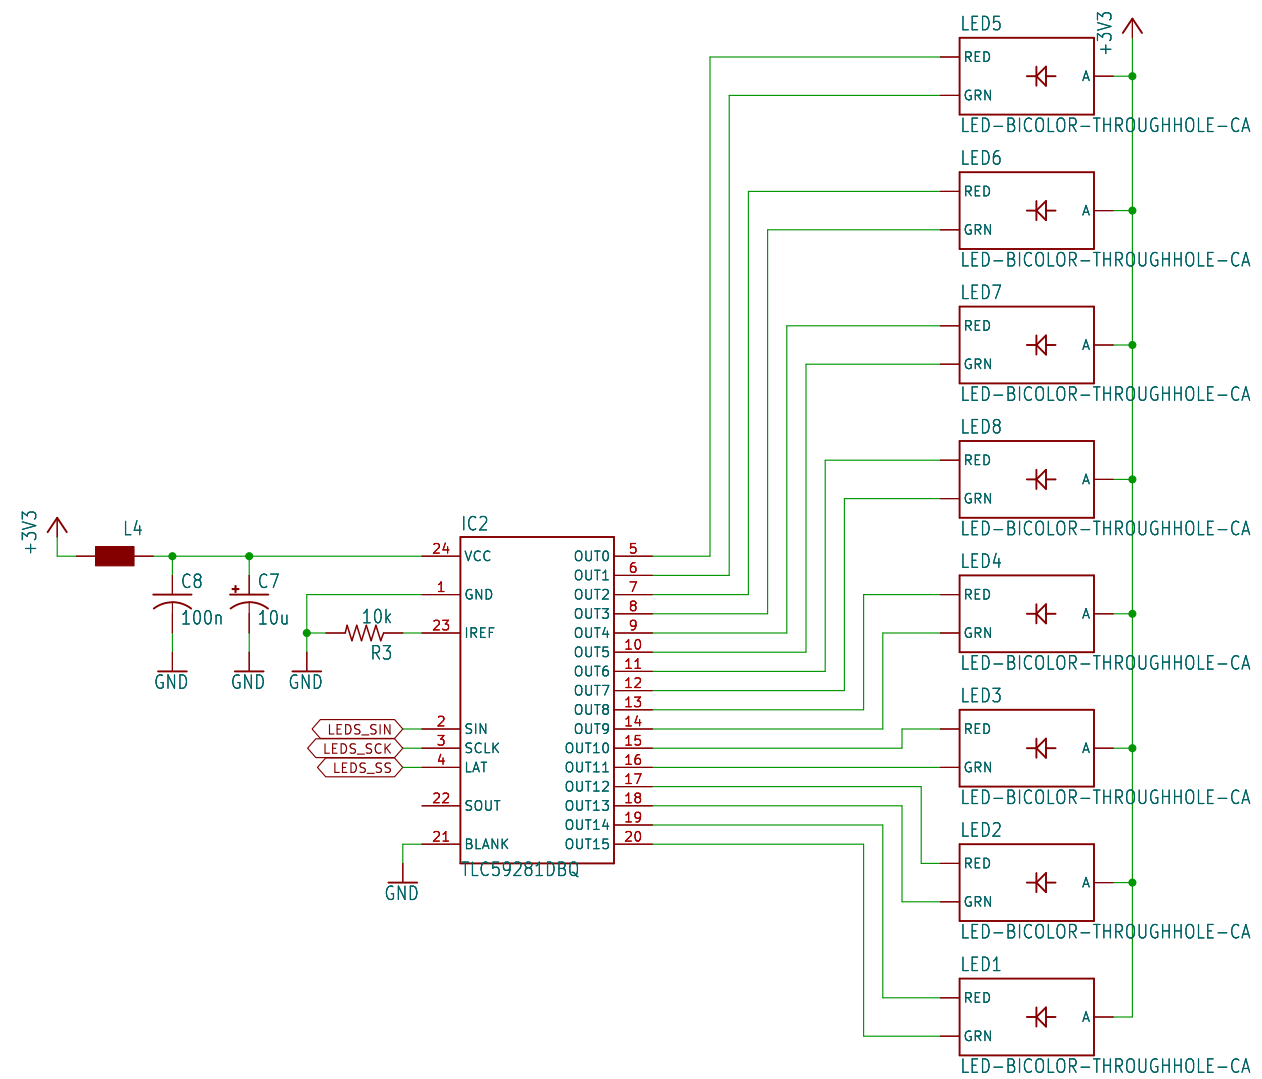 LED5
+3V3
RED
A
GRN
LED-BICOLOR-THROUGHHOLE-CA
LED6
RED
A
GRN
LED-BICOLOR-THROUGHHOLE-CA
LED7
RED
A
GRN
LED-BICOLOR-THROUGHHOLE-CA
LED8
RED
A
GRN
LED-BICOLOR-THROUGHHOLE-CA
LED4
RED
A
GRN
LED-BICOLOR-THROUGHHOLE-CA
LED3
RED
A
GRN
LED-BICOLOR-THROUGHHOLE-CA
LED2
RED
A
GRN
LED-BICOLOR-THROUGHHOLE-CA
LED1
RED
A
GRN
LED-BICOLOR-THROUGHHOLE-CA
+3V3
L4
C8
100n
GND
C7
10u
GND
10k
R3
GND
LEDS_SIN
LEDS_SCK
LEDS_SS
GND
IC2
24 VCC
1 GND
23 IREF
2 SIN
3 SCLK
4 LAT
22 SOUT
21 BLANK
OUT0 5
OUT1 6
OUT2 7
OUT3 8
OUT4 9
OUT5 10
OUT6 11
OUT7 12
OUT8 13
OUT9 14
OUT10 15
OUT11 16
OUT12 17
OUT13 18
OUT14 19
OUT15 20
TLC59281DBQ